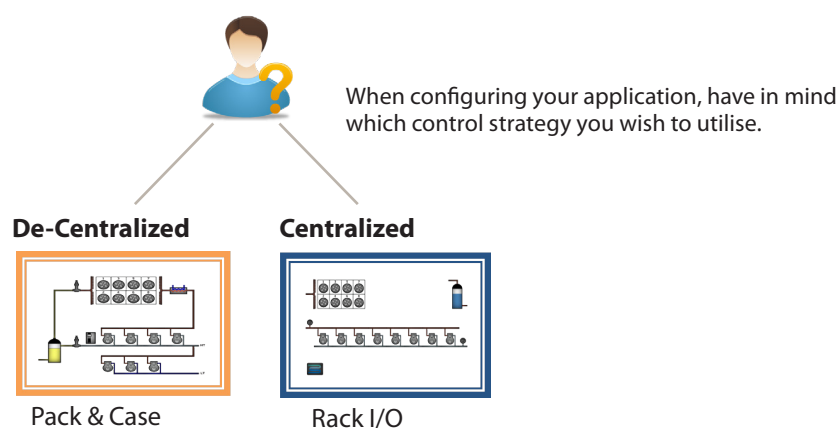 When configuring your application, have in mind
which control strategy you wish to utilise.
De-Centralized
Centralized
Pack & Case
Rack I/O